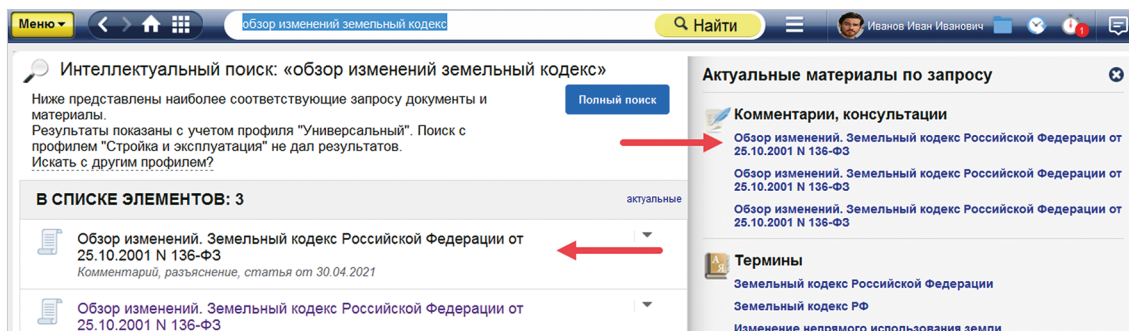 Меню
обзор изменений земельный кодекс
Найти
Иванов Иван Иванович
1
Интеллектуальный поиск: «обзор изменений земельный кодекс»
Ниже представлены наиболее соответствующие запросу документы и
материалы.
Результаты показаны с учетом профиля "Универсальный". Поиск с
профилем "Стройка и эксплуатация" не дал результатов.
Искать с другим профилем?
Полный поиск
В СПИСКЕ ЭЛЕМЕНТОВ: 3
актуальные
Обзор изменений. Земельный кодекс Российской Федерации от
25.10.2001 N 136-ФЗ
Комментарий, разъяснение, статья от 30.04.2021
Обзор изменений. Земельный кодекс Российской Федерации от
25.10.2001 N 136-ФЗ
Актуальные материалы по запросу
Комментарии, консультации
Обзор изменений. Земельный кодекс Российской Федерации от
25.10.2001 N 136-ФЗ
Обзор изменений. Земельный кодекс Российской Федерации от
25.10.2001 N 136-ФЗ
Обзор изменений. Земельный кодекс Российской Федерации от
25.10.2001 N 136-ФЗ
Термины
Земельный кодекс Российской Федерации
Земельный кодекс РФ
Изменение непрямого использования земли